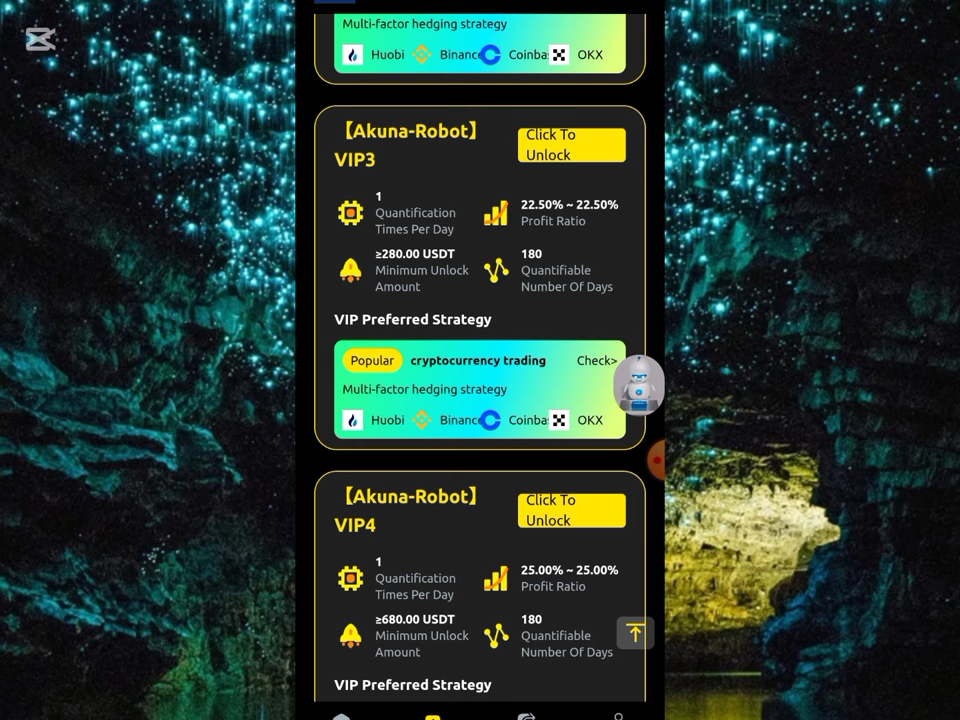 Multi-factor hedging strategy
Huobi Binance Coinba OKX
【Akuna-Robot】
VIP3
Click To
Unlock
1
Quantification
Times Per Day
22.50% ~ 22.50%
Profit Ratio
≥280.00 USDT
Minimum Unlock
Amount
180
Quantifiable
Number Of Days
VIP Preferred Strategy
Popular cryptocurrency trading Check>
Multi-factor hedging strategy
Huobi Binance Coinba OKX
【Akuna-Robot】
VIP4
Click To
Unlock
1
Quantification
Times Per Day
25.00% ~ 25.00%
Profit Ratio
≥680.00 USDT
Minimum Unlock
Amount
180
Quantifiable
Number Of Days
VIP Preferred Strategy